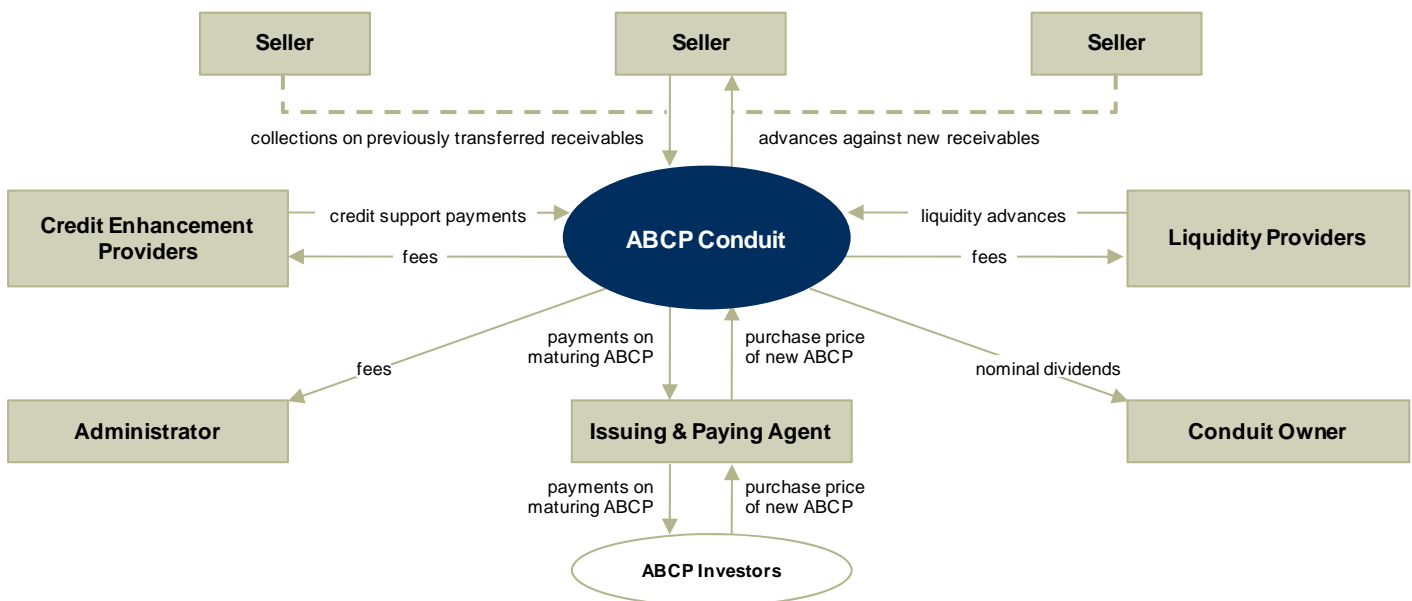 Seller
Seller
Seller
collections on previously transferred receivables
advances against new receivables
Credit Enhancement
Providers
credit support payments
fees
ABCP Conduit
liquidity advances
fees
Liquidity Providers
payments on
maturing ABCP
purchase price
of new ABCP
fees
nominal dividends
Administrator
Issuing & Paying Agent
Conduit Owner
payments on
maturing ABCP
purchase price
of new ABCP
ABCP Investors